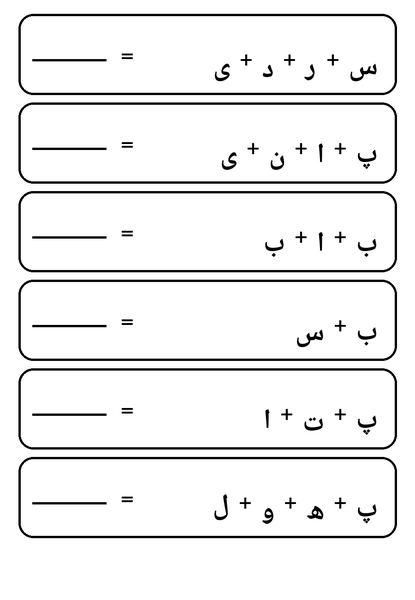 س + ر + د + ی = ______
پ + ا + ن + ی = ______
ب + ا + ب = ______
ب + س = ______
پ + ت + ا = ______
پ + ھ + و + ل = ______